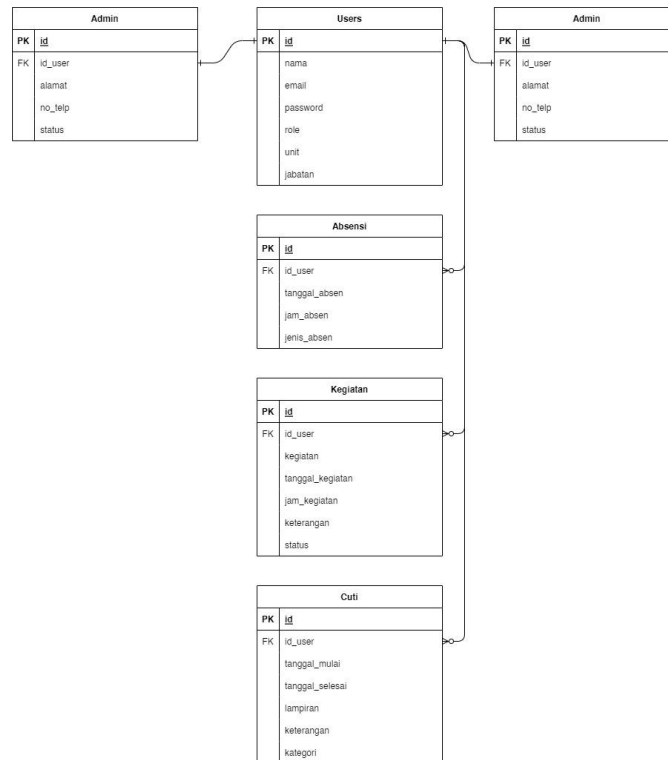 Admin
PK id
FK id_user
alamat
no_telp
status
Users
PK id
nama
email
password
role
unit
jabatan
Admin
PK id
FK id_user
alamat
no_telp
status
Absensi
PK id
FK id_user
tanggal_absen
jam_absen
jenis_absen
Kegiatan
PK id
FK id_user
kegiatan
tanggal_kegiatan
jam_kegiatan
keterangan
status
Cuti
PK id
FK id_user
tanggal_mulai
tanggal_selesai
lampiran
keterangan
kategori